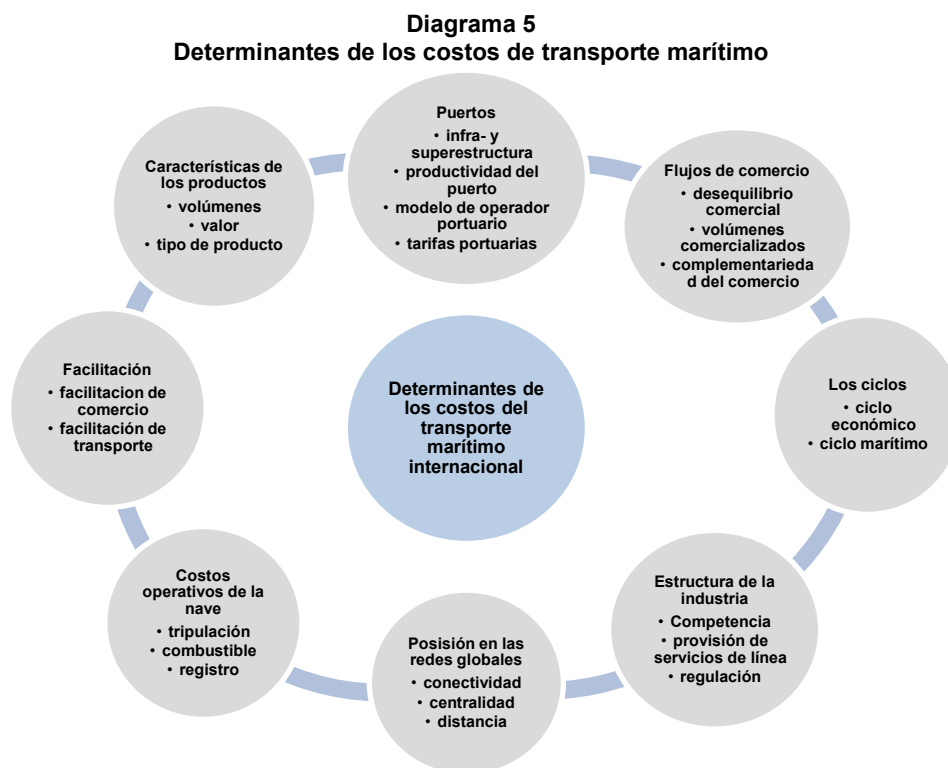 Diagrama 5
Determinantes de los costos de transporte marítimo
Puertos
• infra- y
superestructura
• productividad del
puerto
• modelo de operador
portuario
• tarifas portuarias
Flujos de comercio
• desequilibrio
comercial
• volúmenes
comercializados
• complementarieda
d del comercio
Los ciclos
• ciclo
económico
• ciclo marítimo
Estructura de la
industria
• Competencia
• provisión de
servicios de línea
• regulación
Posisión en las
redes globales
• conectividad
• centralidad
• distancia
Costos
operativos de la
nave
• tripulación
• combustible
• registro
Facilitación
• facilitacion de
comercio
• facilitación de
transporte
Características de
los productos
• volúmenes
• valor
• tipo de producto
Determinantes de
los costos del
transporte
marítimo
internacional